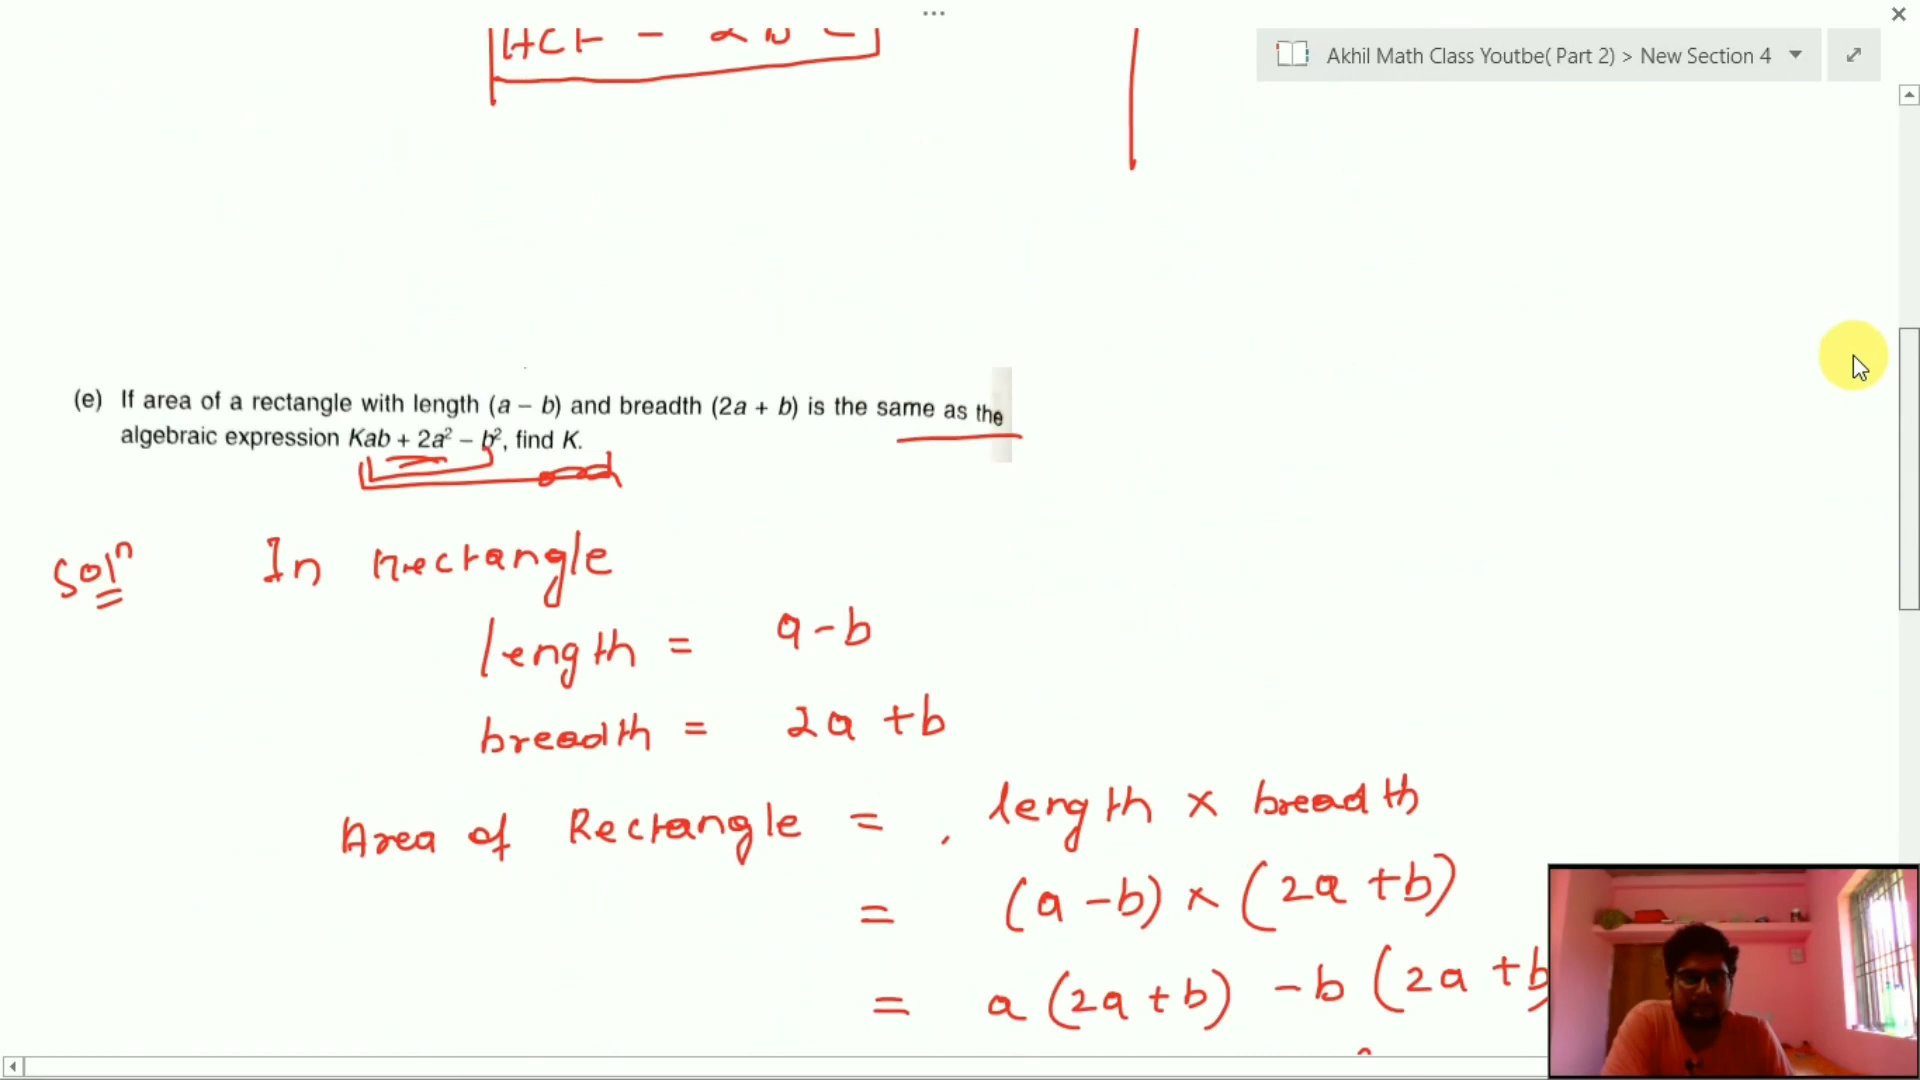 Akhil Math Class Youtbe( Part 2) > New Section 4
(e) If area of a rectangle with length (a – b) and breadth (2a + b) is the same as the
algebraic expression Kab + 2a² – b², find K.
Solⁿ In rectangle
length = a-b
breadth = 2a +b
Area of Rectangle = length × breadth
= (a -b) × (2a +b)
= a (2a+b) -b (2a +b